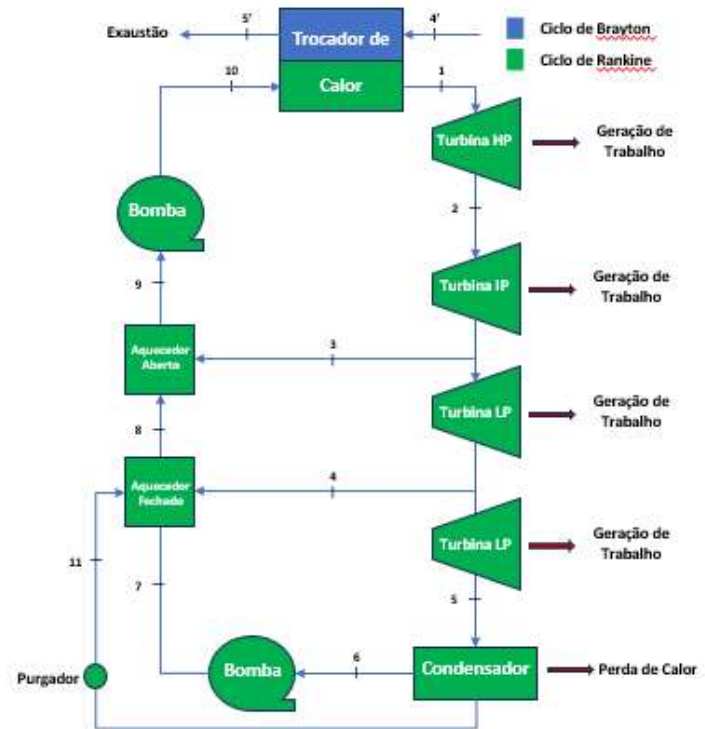 5'
4'
Exaustão
Trocador de
Calor
Ciclo de Brayton
Ciclo de Rankine
10
1
Turbina HP
Geração de
Trabalho
Bomba
2
9
Turbina IP
Geração de
Trabalho
Aquecedor
Aberta
3
Turbina LP
Geração de
Trabalho
8
4
Aquecedor
Fechado
Turbina LP
Geração de
Trabalho
11
7
5
6
Purgador
Bomba
Condensador
Perda de Calor